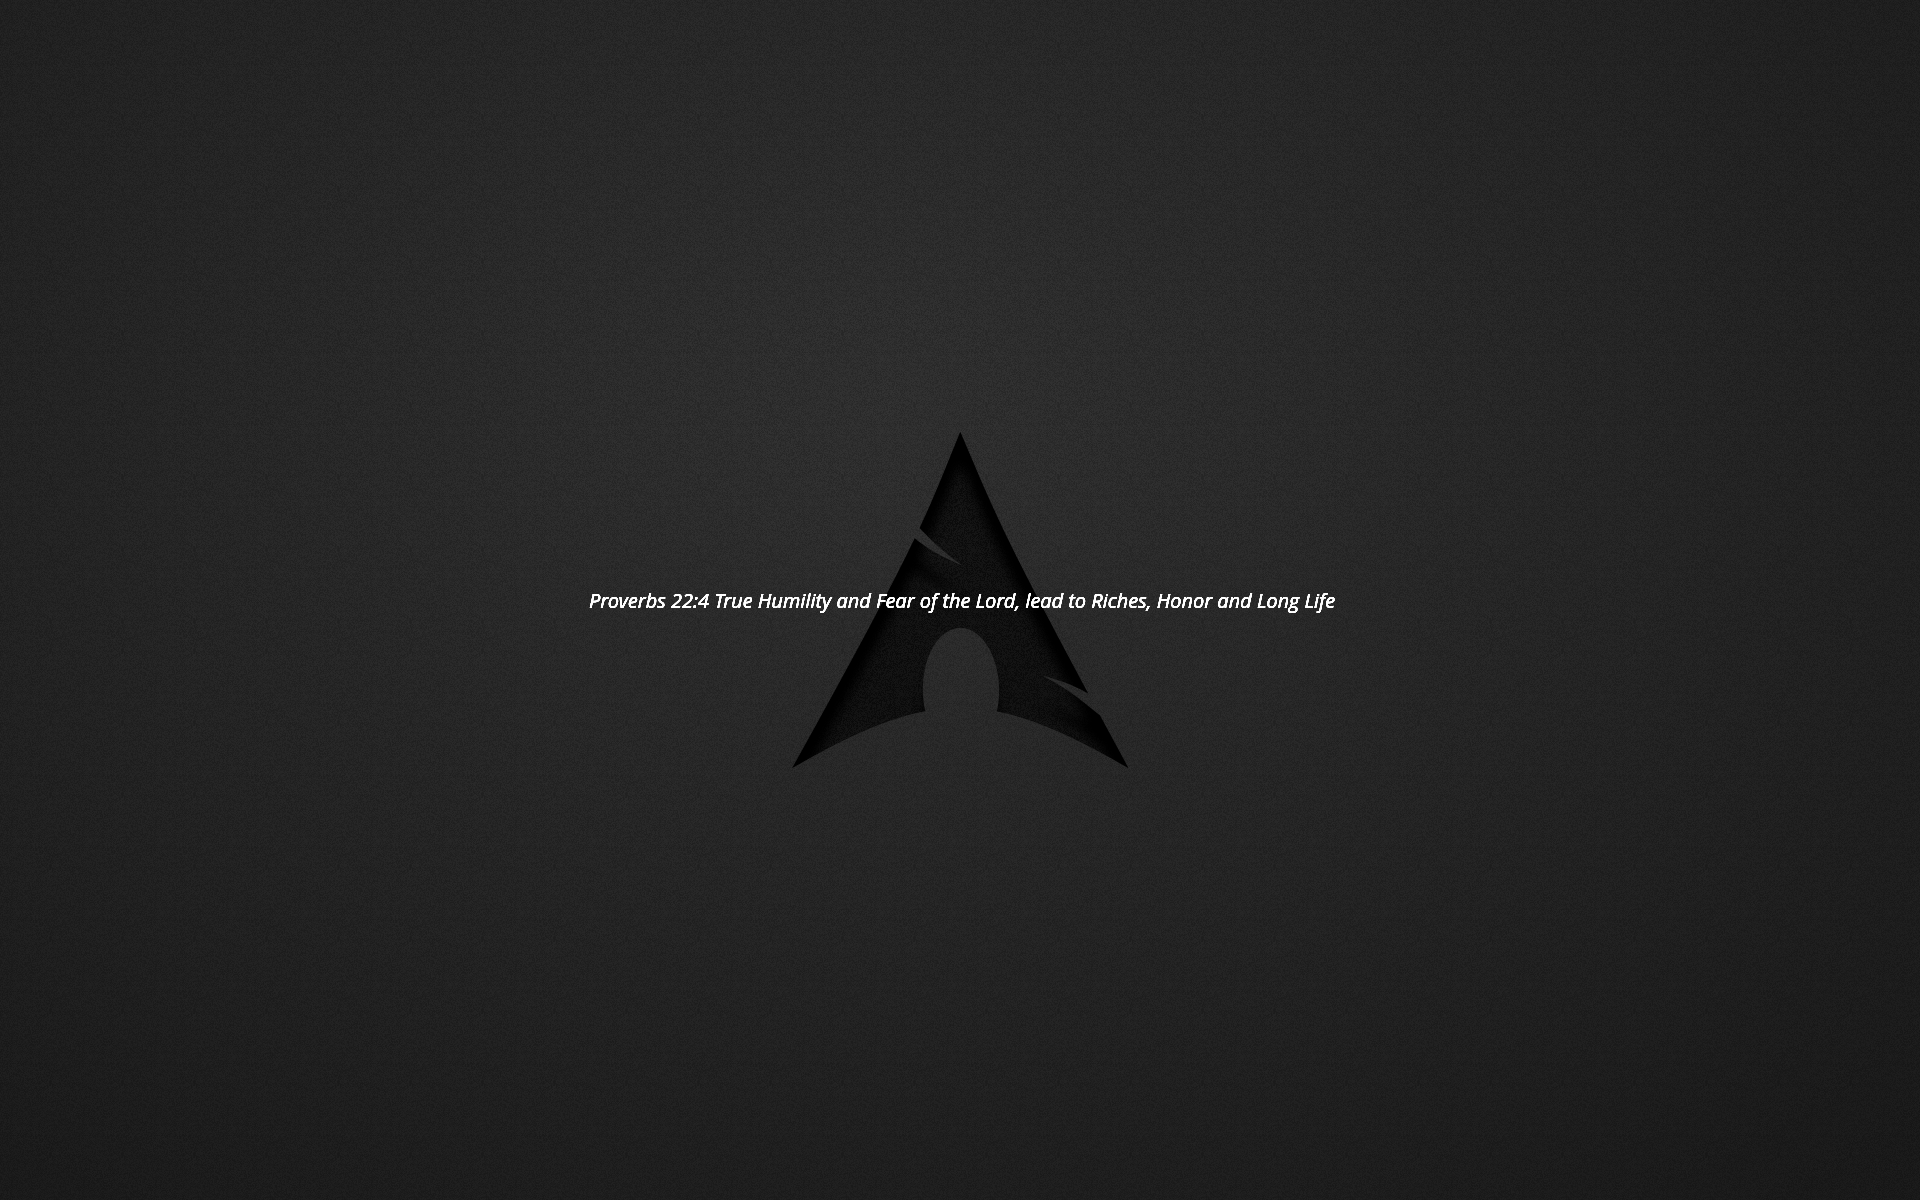 Proverbs 22:4 True Humility and Fear of the Lord, lead to Riches, Honor and Long Life